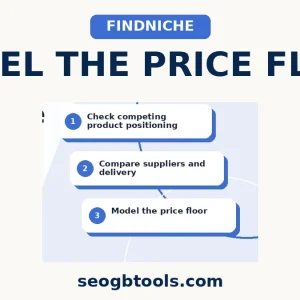 FINDNICHE
EL THE PRICE FL
1
Check competing
product positioning
2
Compare suppliers and
delivery
3
Model the price floor
seogbtools.com